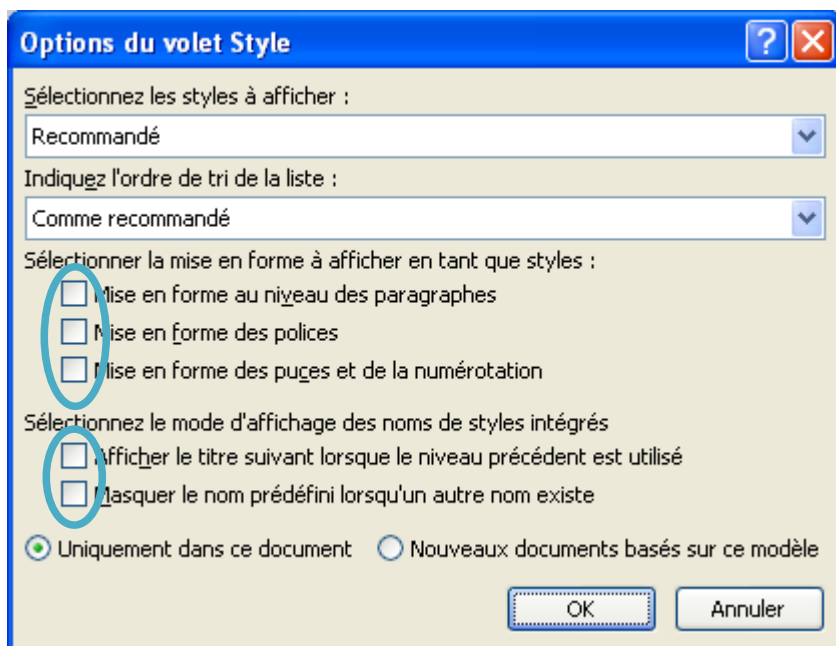 Options du volet Style
Sélectionnez les styles à afficher :
Recommandé
Indiquez l'ordre de tri de la liste :
Comme recommandé
Sélectionner la mise en forme à afficher en tant que styles :
Mise en forme au niveau des paragraphes
Mise en forme des polices
Mise en forme des puces et de la numérotation
Sélectionnez le mode d'affichage des noms de styles intégrés
Afficher le titre suivant lorsque le niveau précédent est utilisé
Masquer le nom prédéfini lorsqu'un autre nom existe
Uniquement dans ce document Nouveaux documents basés sur ce modèle
OK Annuler